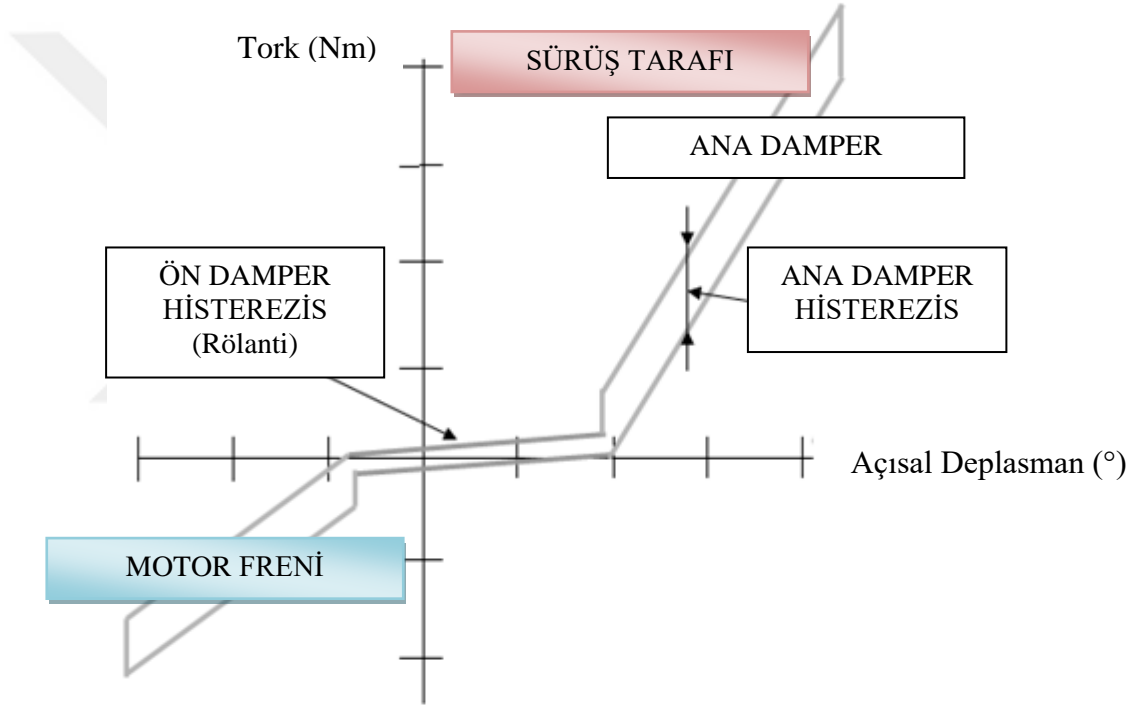 Tork (Nm)
SÜRÜŞ TARAFI
ANA DAMPER
ÖN DAMPER
HİSTEREZİS
(Rölanti)
ANA DAMPER
HİSTEREZİS
Açısal Deplasman (°)
MOTOR FRENİ